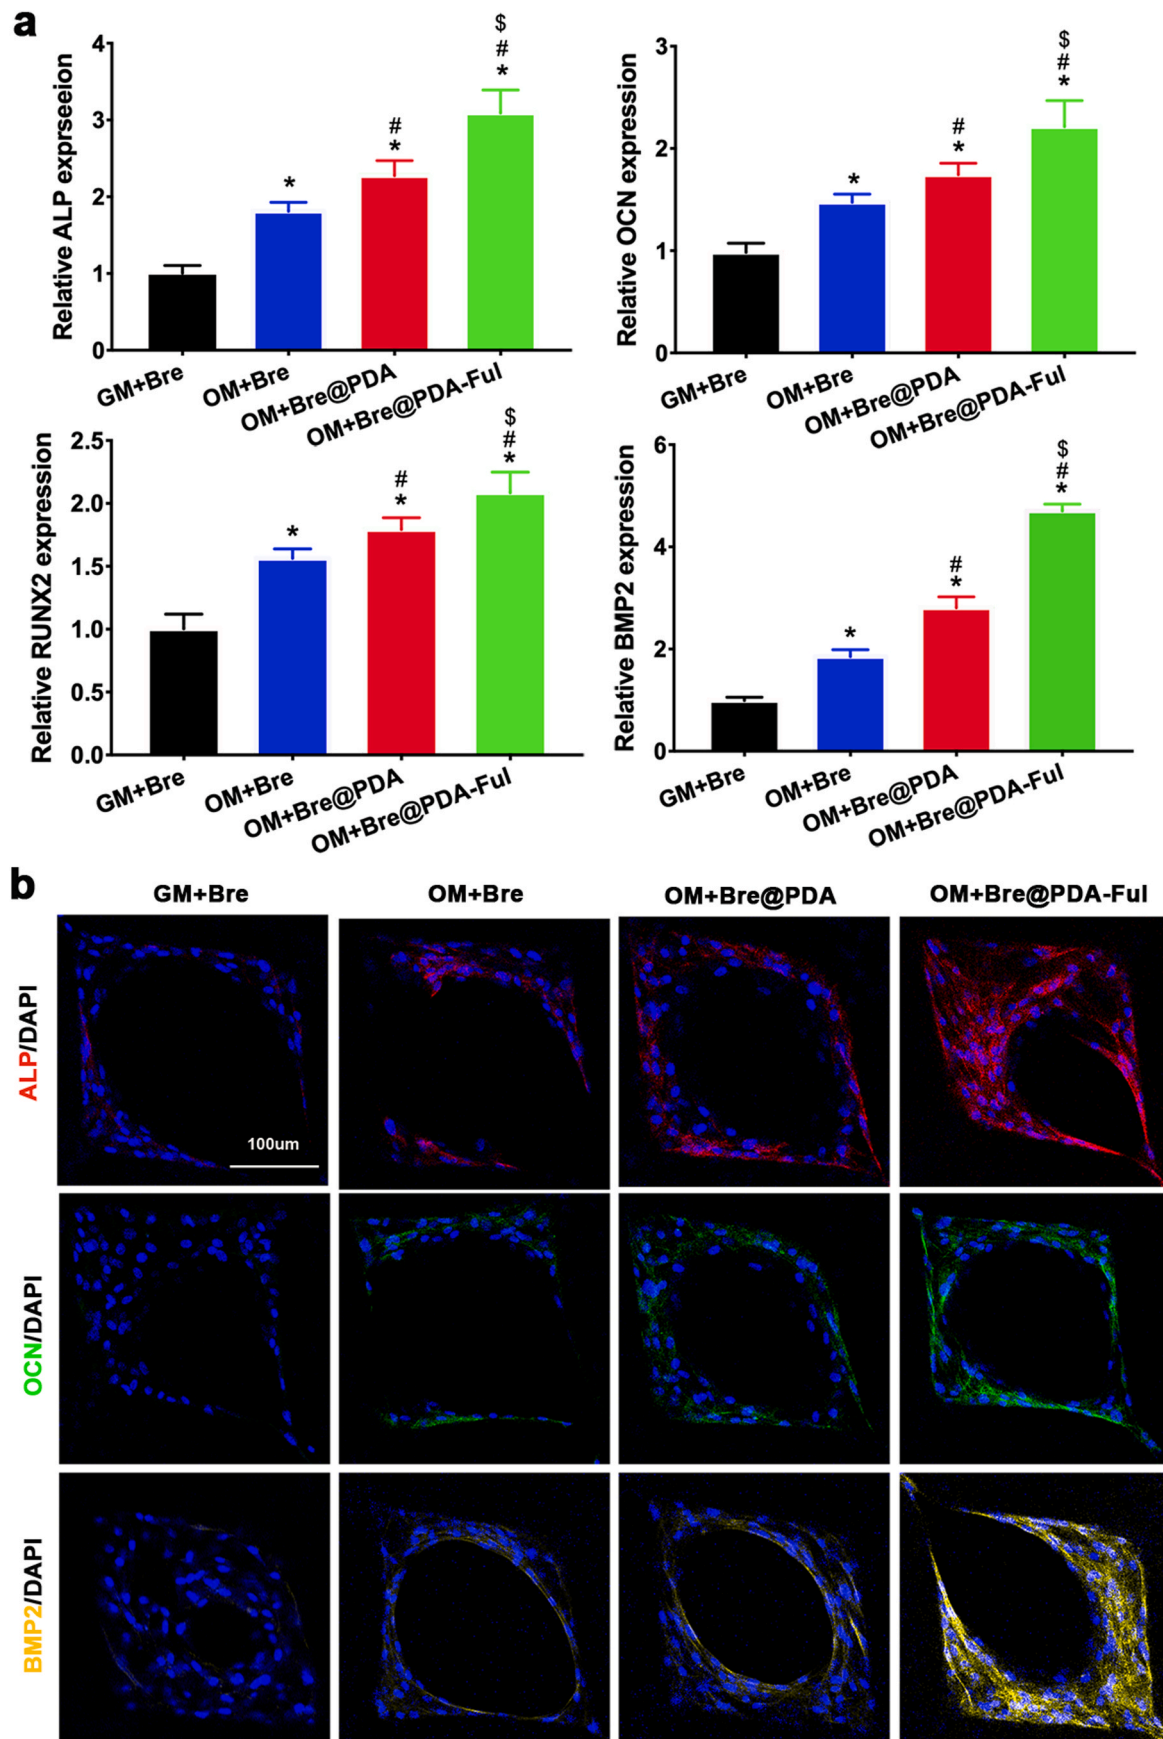 a
Relative ALP exprseeion
4
3
2
1
0
*
#
*
$
#
*
GM+Bre
OM+Bre
OM+Bre@PDA
OM+Bre@PDA-Ful
Relative OCN expression
3
2
1
0
*
#
*
$
#
*
GM+Bre
OM+Bre
OM+Bre@PDA
OM+Bre@PDA-Ful
Relative RUNX2 expression
2.5
2.0
1.5
1.0
0.5
0.0
*
#
*
$
#
*
GM+Bre
OM+Bre
OM+Bre@PDA
OM+Bre@PDA-Ful
Relative BMP2 expression
6
4
2
0
*
#
*
$
#
*
GM+Bre
OM+Bre
OM+Bre@PDA
OM+Bre@PDA-Ful
b
GM+Bre
OM+Bre
OM+Bre@PDA
OM+Bre@PDA-Ful
ALP/DAPI
100um
OCN/DAPI
BMP2/DAPI